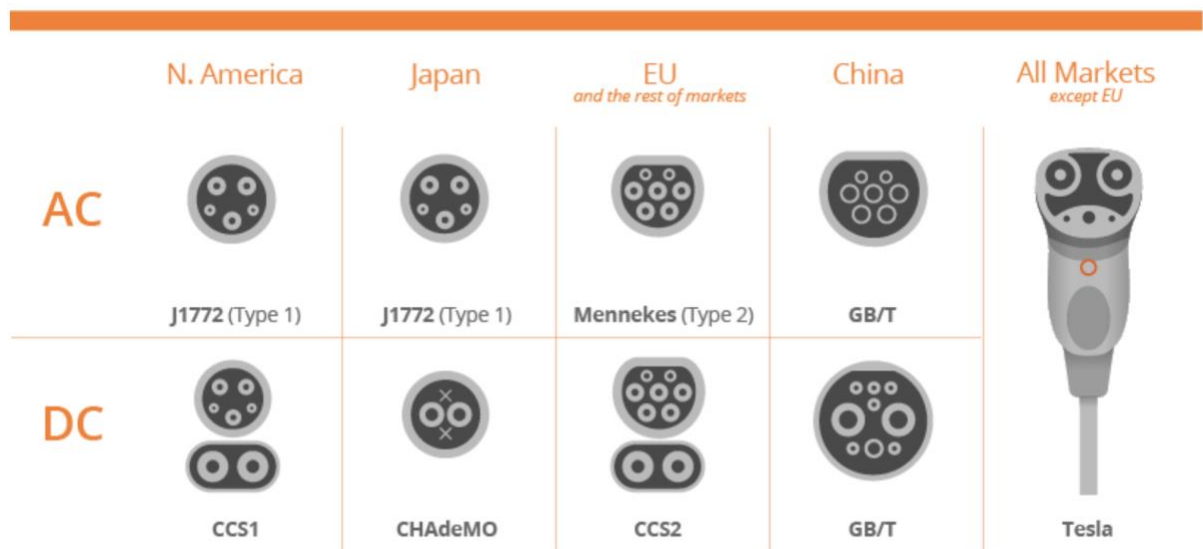 N. America
Japan
EU
and the rest of markets
China
All Markets
except EU
AC
J1772 (Type 1)
J1772 (Type 1)
Mennekes (Type 2)
GB/T
DC
CCS1
CHAdeMO
CCS2
GB/T
Tesla